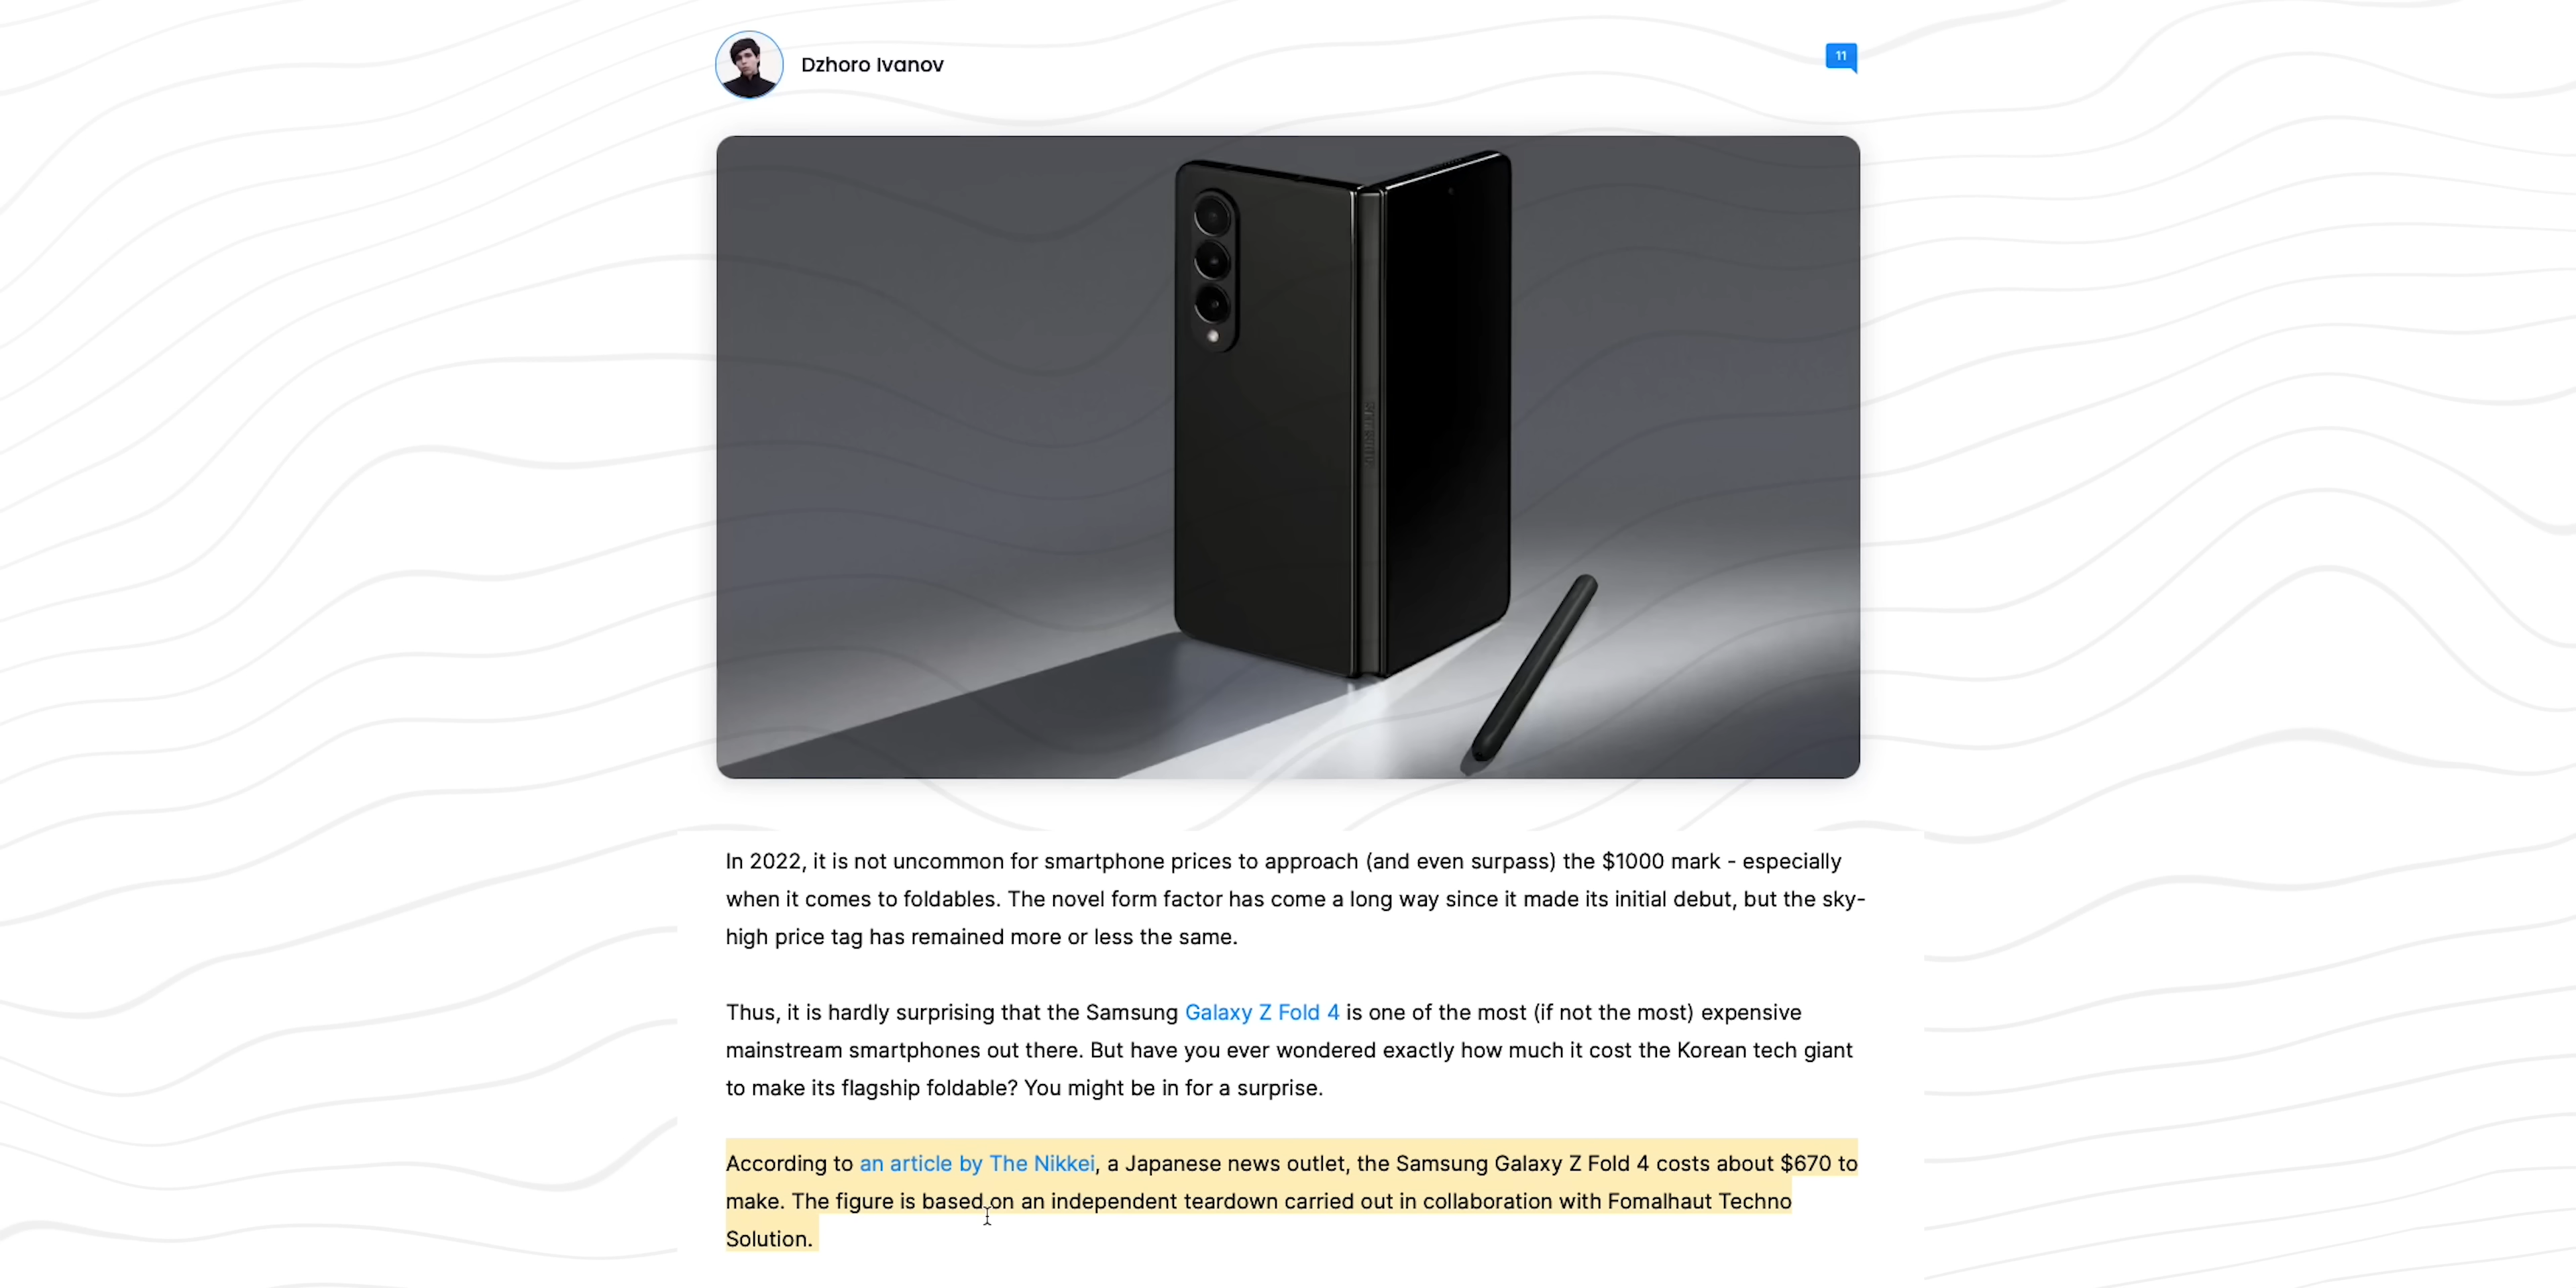 Dzhoro Ivanov
11
SAMSUNG
In 2022, it is not uncommon for smartphone prices to approach (and even surpass) the $1000 mark - especially
when it comes to foldables. The novel form factor has come a long way since it made its initial debut, but the sky-
high price tag has remained more or less the same.
Thus, it is hardly surprising that the Samsung Galaxy Z Fold 4 is one of the most (if not the most) expensive
mainstream smartphones out there. But have you ever wondered exactly how much it cost the Korean tech giant
to make its flagship foldable? You might be in for a surprise.
According to an article by The Nikkei, a Japanese news outlet, the Samsung Galaxy Z Fold 4 costs about $670 to
make. The figure is based on an independent teardown carried out in collaboration with Fomalhaut Techno
Solution.